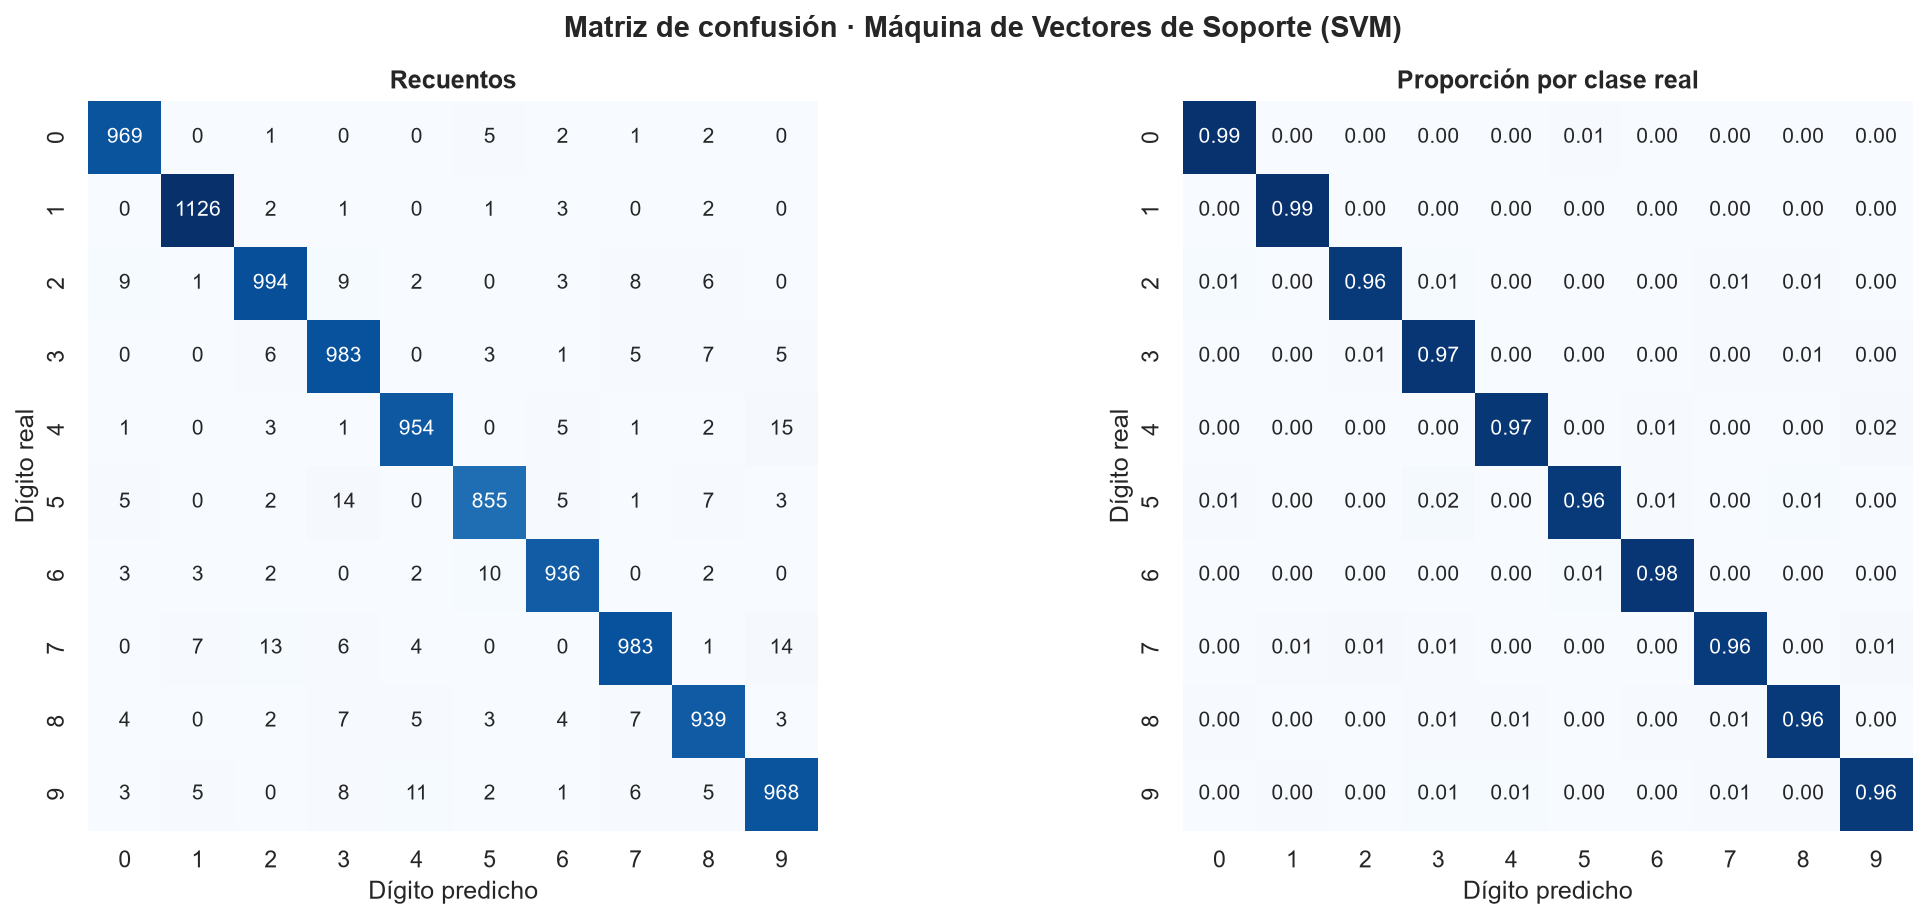 Matriz de confusión · Máquina de Vectores de Soporte (SVM)
Recuentos
0 969 0 1 0 0 5 2 1 2 0
1 0 1126 2 1 0 1 3 0 2 0
2 9 1 994 9 2 0 3 8 6 0
3 0 0 6 983 0 3 1 5 7 5
4 1 0 3 1 954 0 5 1 2 15
5 5 0 2 14 0 855 5 1 7 3
6 3 3 2 0 2 10 936 0 2 0
7 0 7 13 6 4 0 0 983 1 14
8 4 0 2 7 5 3 4 7 939 3
9 3 5 0 8 11 2 1 6 5 968
Dígito real
0 1 2 3 4 5 6 7 8 9
Dígito predicho
Proporción por clase real
0 0.99 0.00 0.00 0.00 0.00 0.01 0.00 0.00 0.00 0.00
1 0.00 0.99 0.00 0.00 0.00 0.00 0.00 0.00 0.00 0.00
2 0.01 0.00 0.96 0.01 0.00 0.00 0.00 0.01 0.01 0.00
3 0.00 0.00 0.01 0.97 0.00 0.00 0.00 0.00 0.01 0.00
4 0.00 0.00 0.00 0.00 0.97 0.00 0.01 0.00 0.00 0.02
5 0.01 0.00 0.00 0.02 0.00 0.96 0.01 0.00 0.01 0.00
6 0.00 0.00 0.00 0.00 0.00 0.01 0.98 0.00 0.00 0.00
7 0.00 0.01 0.01 0.01 0.00 0.00 0.00 0.96 0.00 0.01
8 0.00 0.00 0.00 0.01 0.01 0.00 0.00 0.01 0.96 0.00
9 0.00 0.00 0.00 0.01 0.01 0.00 0.00 0.01 0.00 0.96
Dígito real
0 1 2 3 4 5 6 7 8 9
Dígito predicho